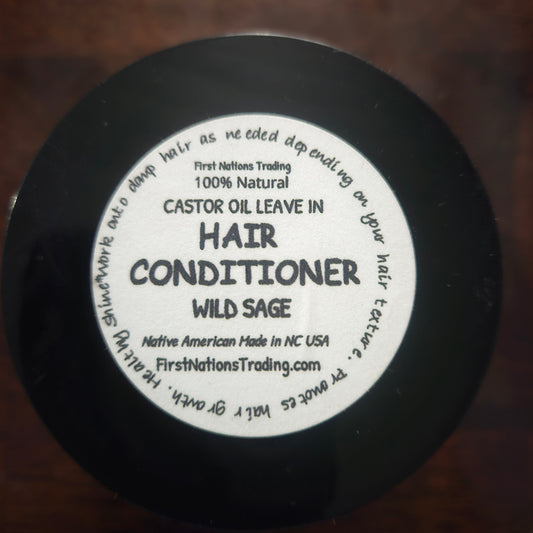 First Nations Trading
100% Natural
CASTOR OIL LEAVE IN
HAIR
CONDITIONER
WILD SAGE
Native American Made in NC USA
FirstNationsTrading.com
work onto damp hair as needed depending on your hair texture. Promotes hair growth. Healthy shine*